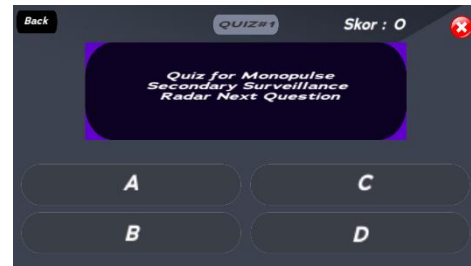 Back
QUIZ#1
Skor : 0
Quiz for Monopulse
Secondary Surveillance
Radar Next Question
A
C
B
D